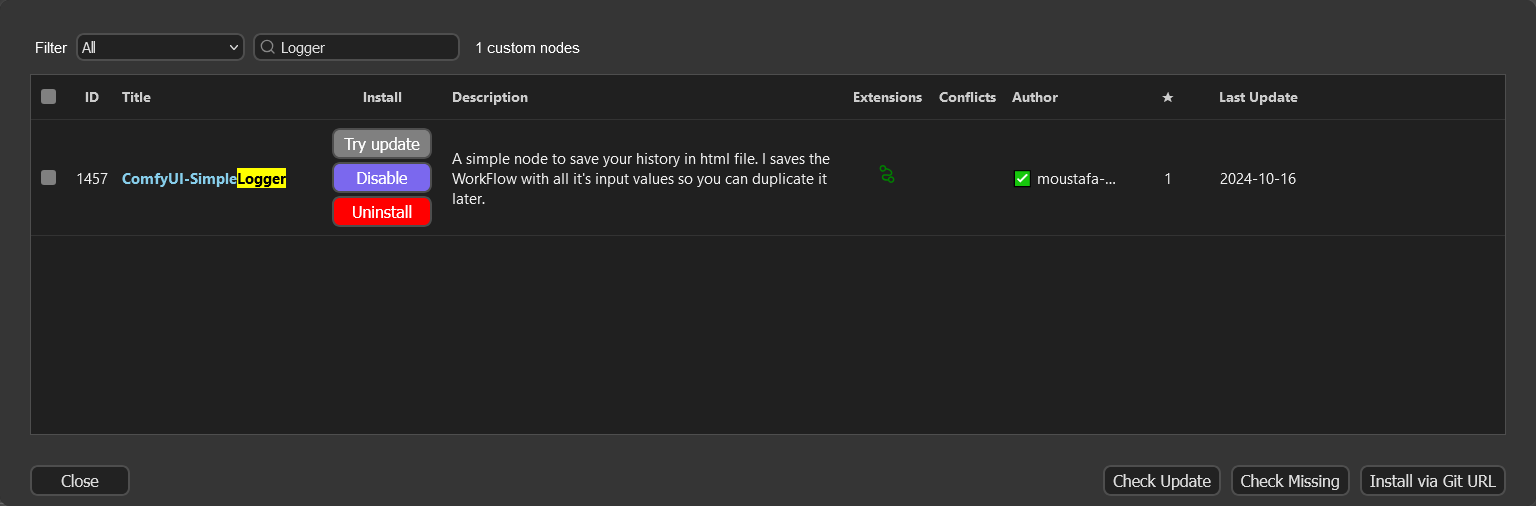 Filter All Logger 1 custom nodes
ID Title Install Description Extensions Conflicts Author ★ Last Update
Try update
Disable
Uninstall
1457 ComfyUI-SimpleLogger
A simple node to save your history in html file. I saves the
WorkFlow with all it's input values so you can duplicate it
later.
moustafa-... 1 2024-10-16
Close Check Update Check Missing Install via Git URL